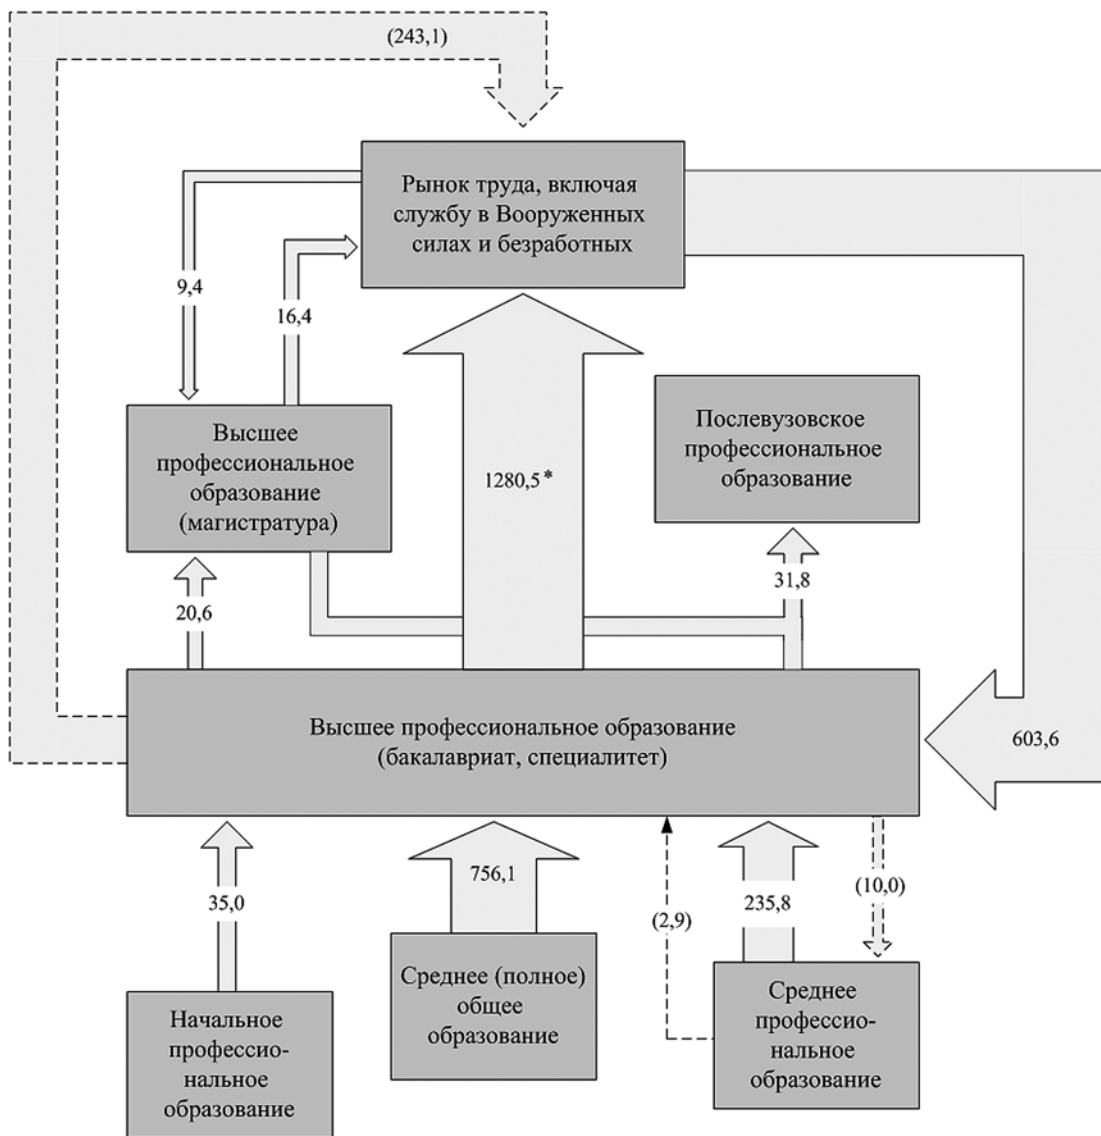 (243,1)
Рынок труда, включая
службу в Вооруженных
силах и безработных
9,4
16,4
Высшее
профессиональное
образование
(магистратура)
1280,5*
Послевузовское
профессиональное
образование
20,6
31,8
Высшее профессиональное образование
(бакалавриат, специалитет)
603,6
35,0
756,1
(2,9)
235,8
(10,0)
Начальное
профессио-
нальное
образование
Среднее (полное)
общее
образование
Среднее
профессио-
нальное
образование